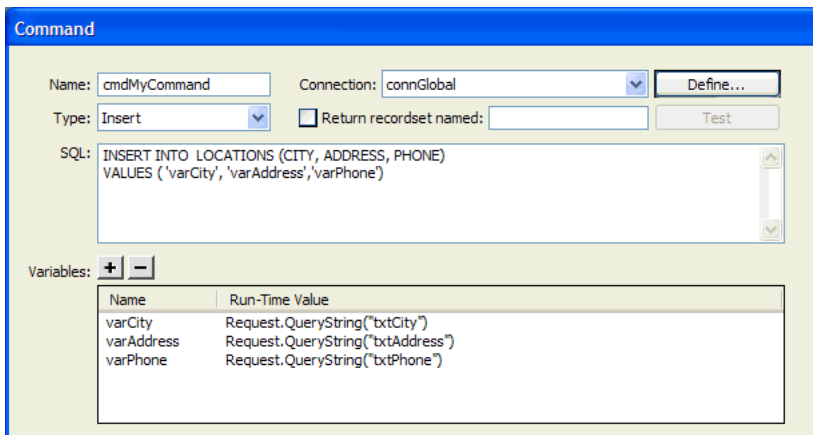 Command
Name: cmdMyCommand Connection: connGlobal Define...
Type: Insert Return recordset named: Test
SQL: INSERT INTO LOCATIONS (CITY, ADDRESS, PHONE)
VALUES ( 'varCity', 'varAddress','varPhone')
Variables: + −
Name Run-Time Value
varCity Request.QueryString("txtCity")
varAddress Request.QueryString("txtAddress")
varPhone Request.QueryString("txtPhone")